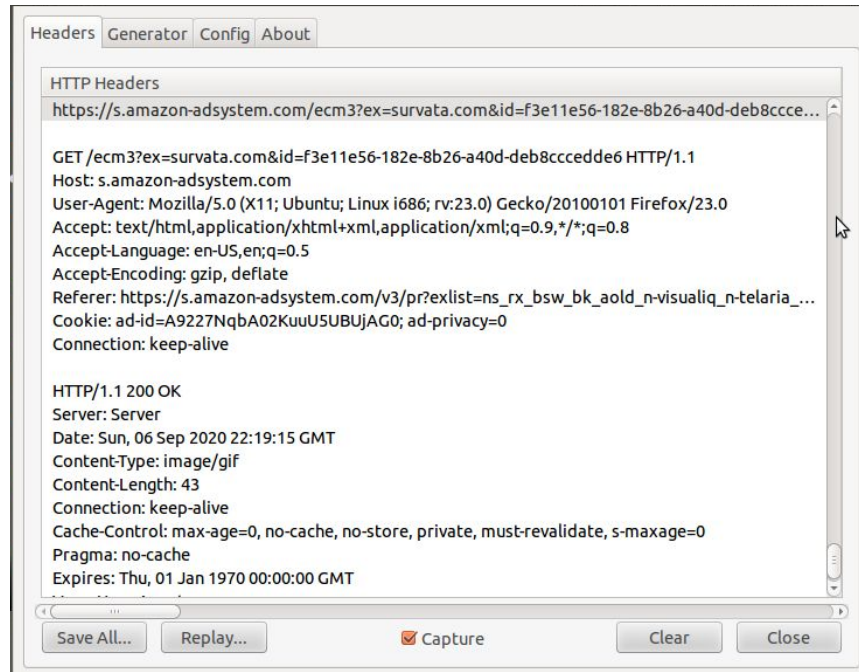 Headers Generator Config About
HTTP Headers
https://s.amazon-adsystem.com/ecm3?ex=survata.com&id=f3e11e56-182e-8b26-a40d-deb8ccce...
GET /ecm3?ex=survata.com&id=f3e11e56-182e-8b26-a40d-deb8cccedde6 HTTP/1.1
Host: s.amazon-adsystem.com
User-Agent: Mozilla/5.0 (X11; Ubuntu; Linux i686; rv:23.0) Gecko/20100101 Firefox/23.0
Accept: text/html,application/xhtml+xml,application/xml;q=0.9,*/*;q=0.8
Accept-Language: en-US,en;q=0.5
Accept-Encoding: gzip, deflate
Referer: https://s.amazon-adsystem.com/v3/pr?exlist=ns_rx_bsw_bk_aold_n-visualiq_n-telaria_...
Cookie: ad-id=A9227NqbA02KuuU5UBUjAG0; ad-privacy=0
Connection: keep-alive
HTTP/1.1 200 OK
Server: Server
Date: Sun, 06 Sep 2020 22:19:15 GMT
Content-Type: image/gif
Content-Length: 43
Connection: keep-alive
Cache-Control: max-age=0, no-cache, no-store, private, must-revalidate, s-maxage=0
Pragma: no-cache
Expires: Thu, 01 Jan 1970 00:00:00 GMT
Save All... Replay... Capture Clear Close